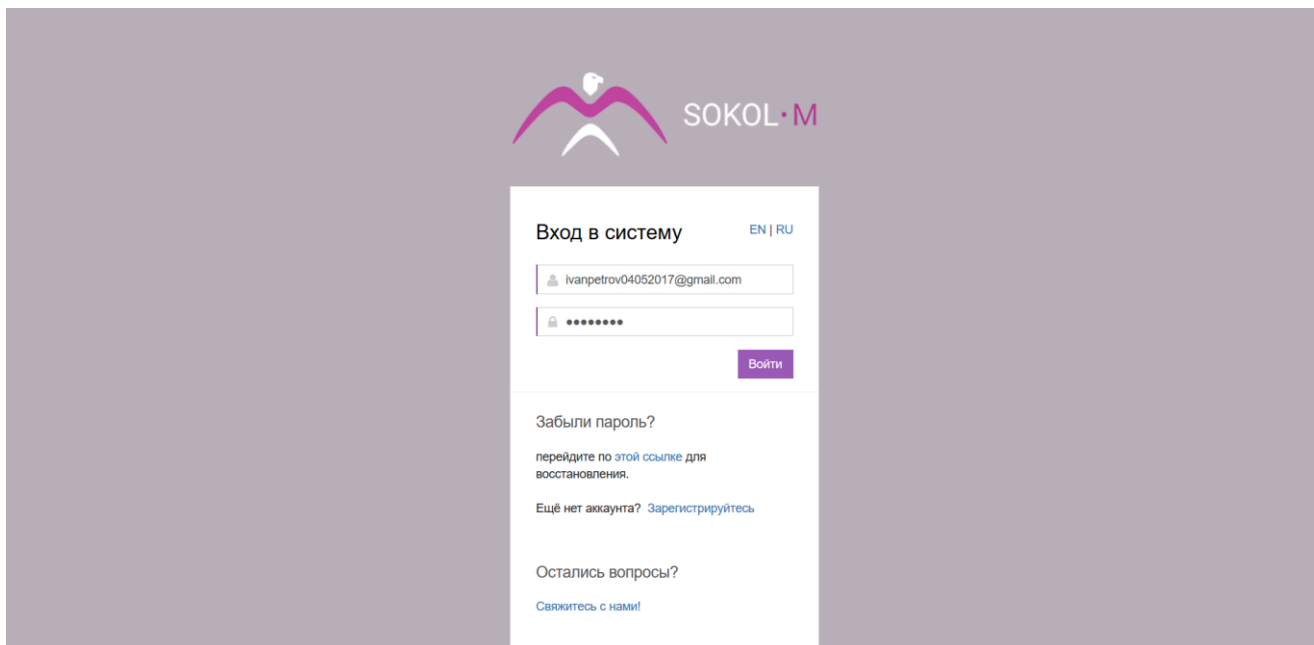 SOKOL·M
Вход в систему
EN | RU
ivanpetrov04052017@gmail.com
●●●●●●●●
Войти
Забыли пароль?
перейдите по этой ссылке для
восстановления.
Ещё нет аккаунта? Зарегистрируйтесь
Остались вопросы?
Свяжитесь с нами!